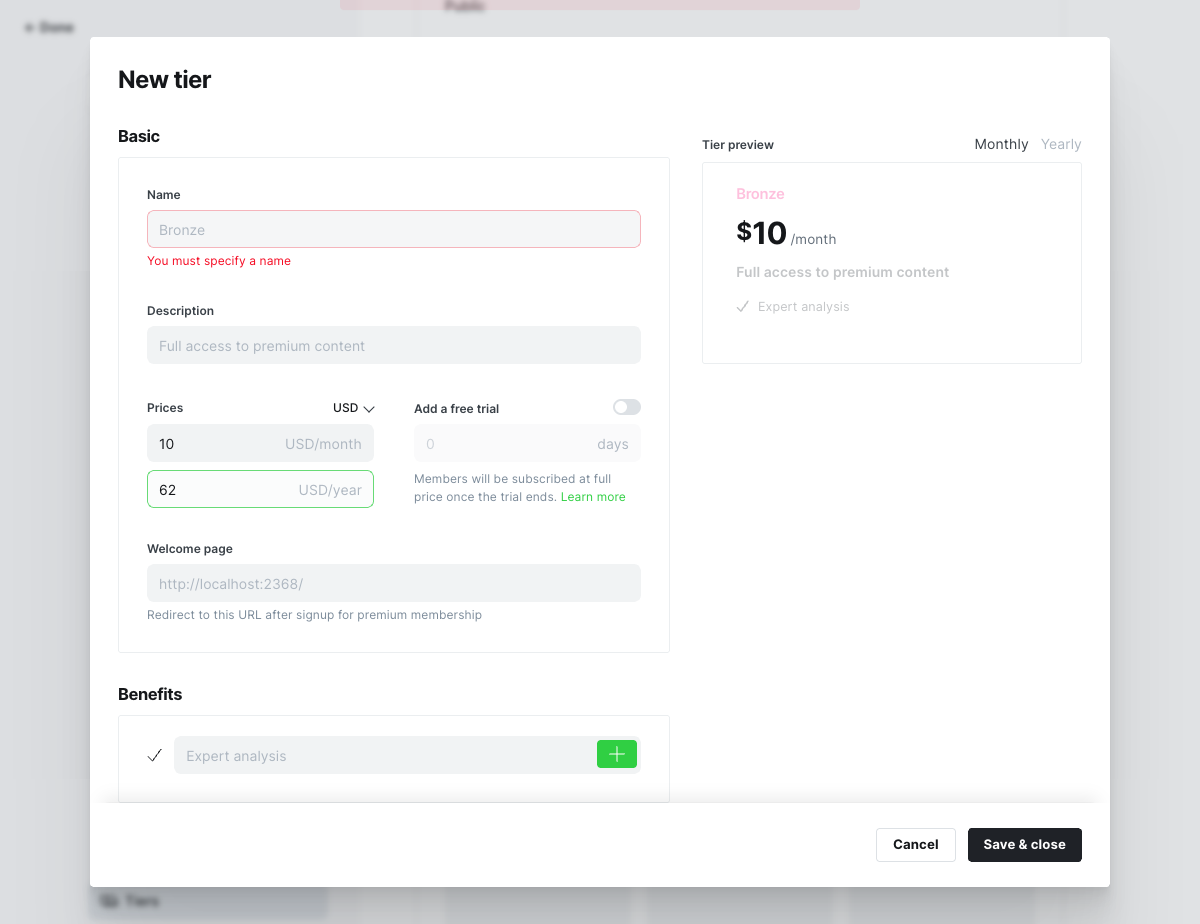 Public
← Done
New tier
Basic
Name
Bronze
You must specify a name
Description
Full access to premium content
Prices
USD
10
USD/month
62
USD/year
Add a free trial
0
days
Members will be subscribed at full
price once the trial ends. Learn more
Welcome page
http://localhost:2368/
Redirect to this URL after signup for premium membership
Benefits
Expert analysis
Tier preview
Monthly
Yearly
Bronze
$10 /month
Full access to premium content
Expert analysis
Cancel
Save & close
Tiers